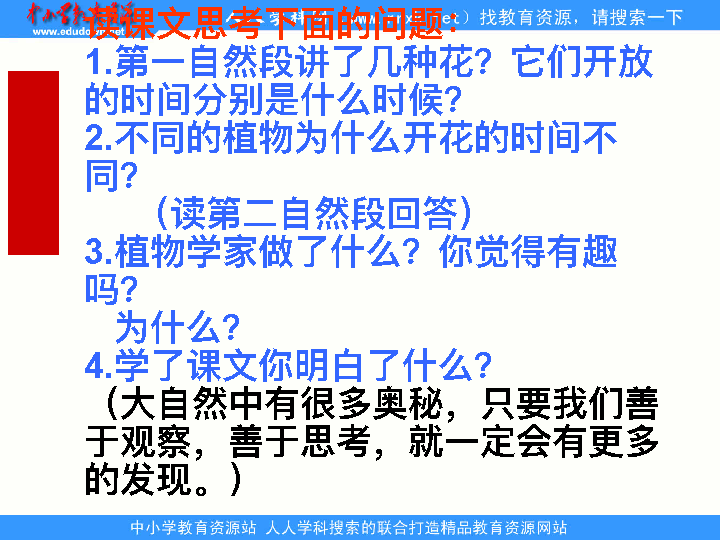 中小学教育资源站
www.edudown.net
找教育资源，请搜索一下
读课文思考下面的问题：
1.第一自然段讲了几种花？它们开放
的时间分别是什么时候？
2.不同的植物为什么开花的时间不
同？
（读第二自然段回答）
3.植物学家做了什么？你觉得有趣
吗？
为什么？
4.学了课文你明白了什么？
（大自然中有很多奥秘，只要我们善
于观察，善于思考，就一定会有更多
的发现。）
中小学教育资源站 人人学科搜索的联合打造精品教育资源网站